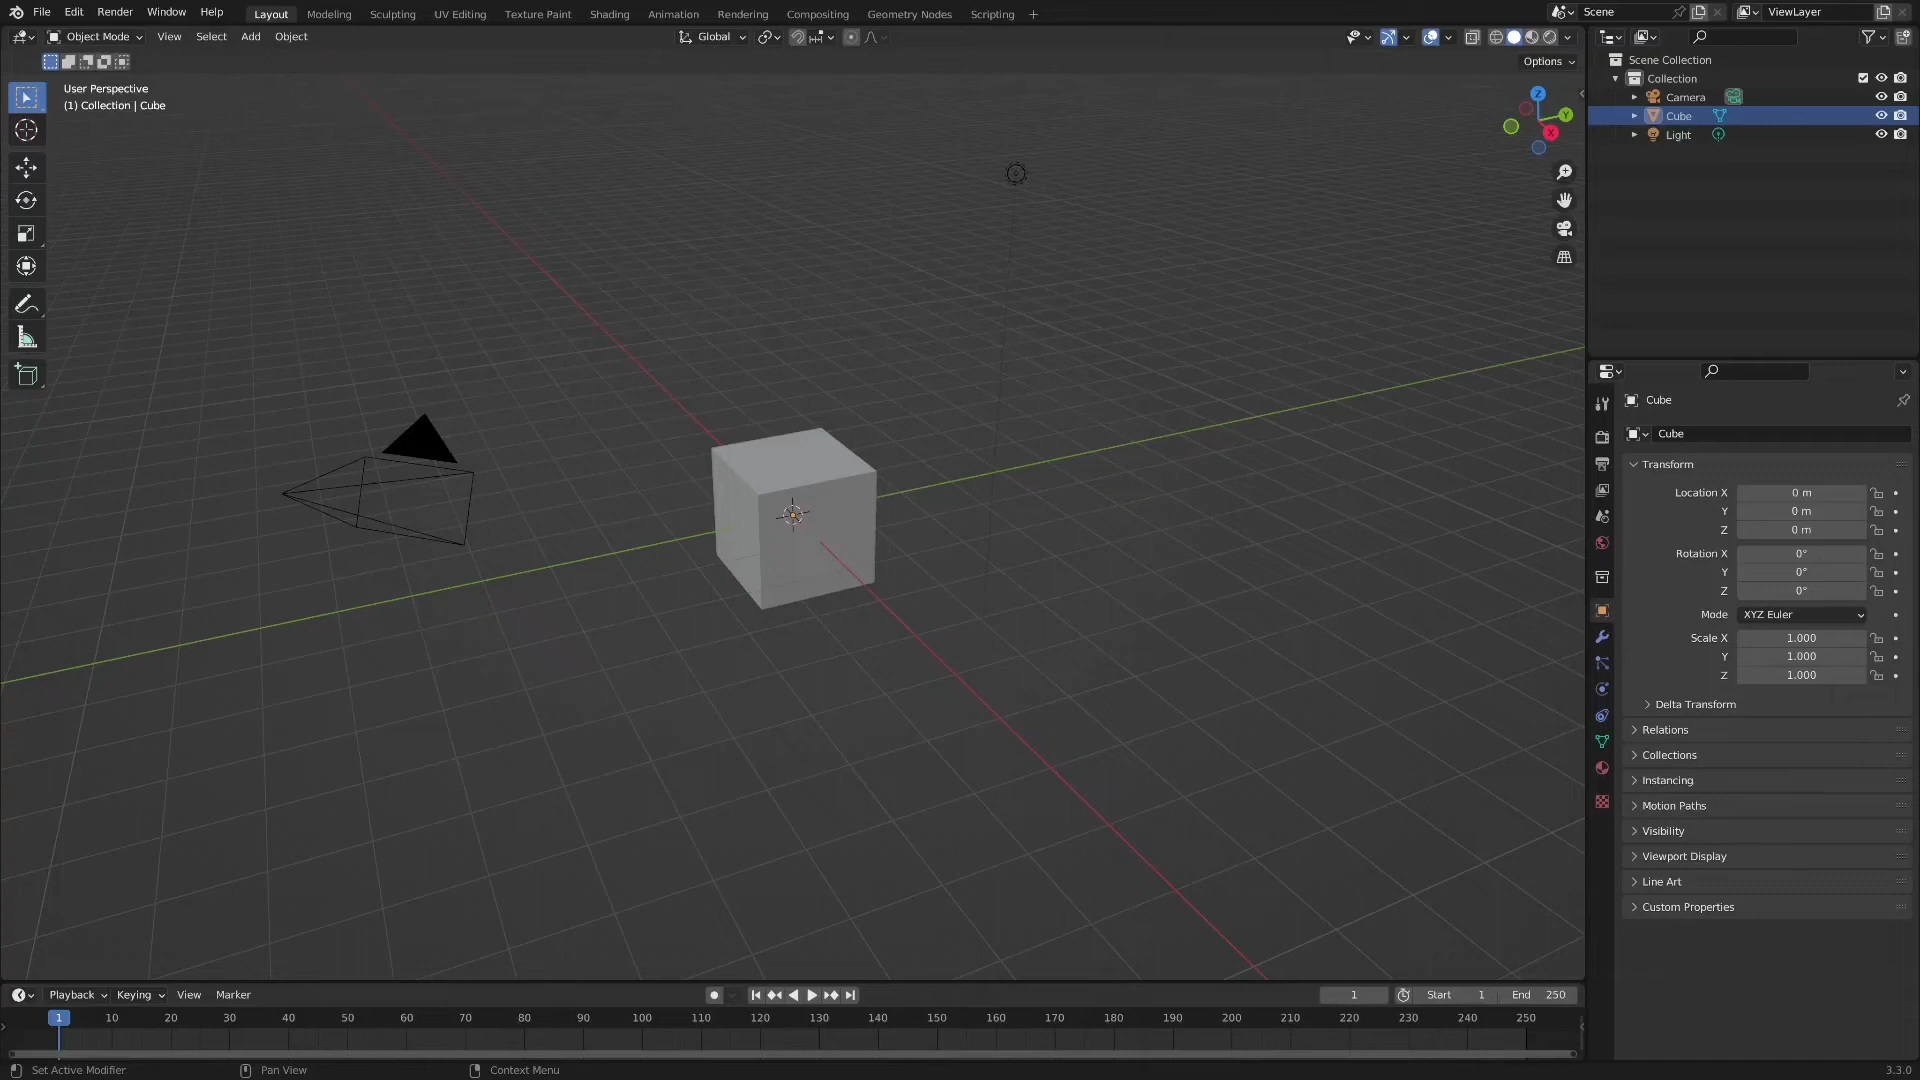 File Edit Render Window Help Layout Modeling Sculpting UV Editing Texture Paint Shading Animation Rendering Compositing Geometry Nodes Scripting + Scene ViewLayer
Object Mode View Select Add Object Global
Options
User Perspective
(1) Collection | Cube
Z
Y
X
Scene Collection
Collection
Camera
Cube
Light
Cube
Cube
Transform
Location X 0 m
Y 0 m
Z 0 m
Rotation X 0°
Y 0°
Z 0°
Mode XYZ Euler
Scale X 1.000
Y 1.000
Z 1.000
Delta Transform
Relations
Collections
Instancing
Motion Paths
Visibility
Viewport Display
Line Art
Custom Properties
Playback Keying View Marker 1 Start 1 End 250
1 10 20 30 40 50 60 70 80 90 100 110 120 130 140 150 160 170 180 190 200 210 220 230 240 250
Set Active Modifier Pan View Context Menu 3.3.0